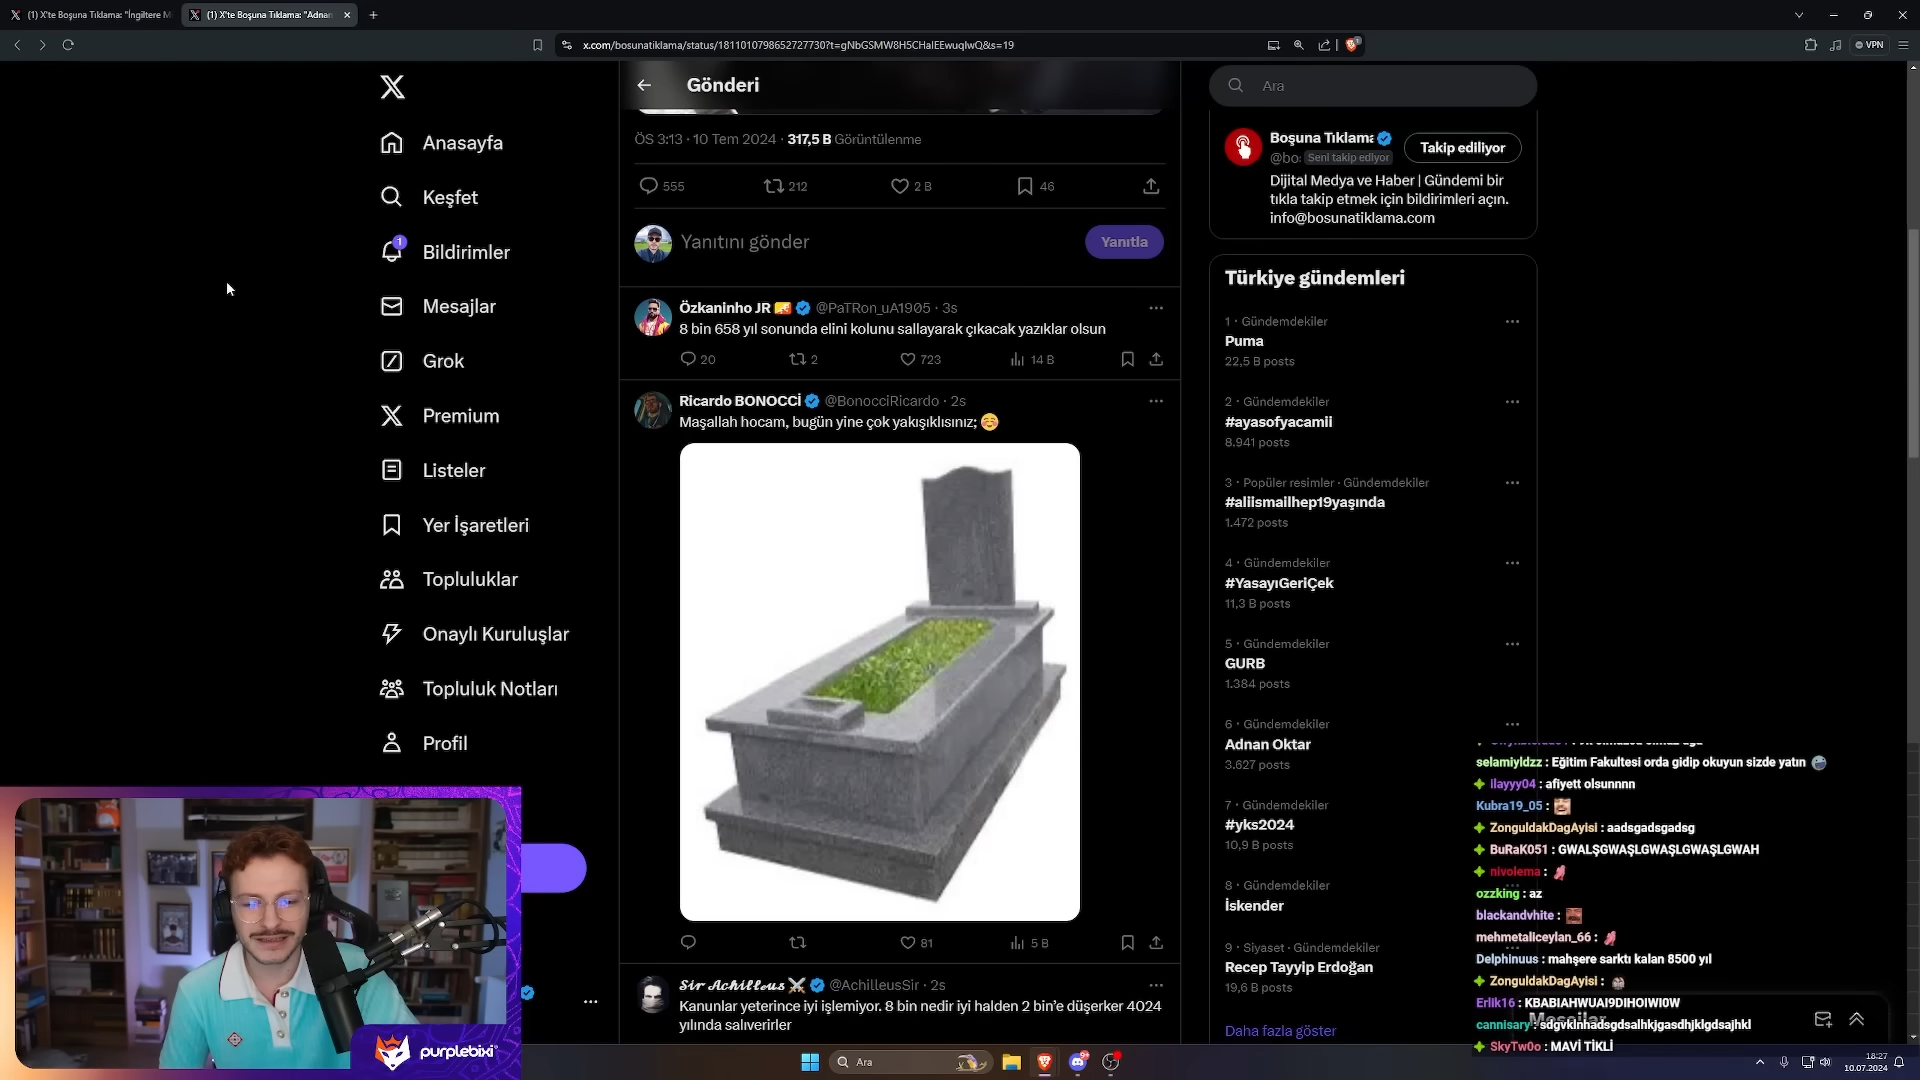 (1) X'te Boşuna Tıklama: "İngiltere M
(1) X'te Boşuna Tıklama: "Adnan
x.com/bosunatiklama/status/1811010798652727730?t=gNbGSMW8H5CHaIEEwuqIwQ&s=19
VPN
Anasayfa
Keşfet
1
Bildirimler
Mesajlar
Grok
Premium
Listeler
Yer İşaretleri
Topluluklar
Onaylı Kuruluşlar
Topluluk Notları
Profil
Gönderi
ÖS 3:13 · 10 Tem 2024 · 317,5 B Görüntülenme
555 212 2 B 46
Yanıtını gönder
Yanıtla
Özkaninho JR @PaTRon_uA1905 · 3s
8 bin 658 yıl sonunda elini kolunu sallayarak çıkacak yazıklar olsun
20 2 723 14 B
Ricardo BONOCCİ @BonocciRicardo · 2s
Maşallah hocam, bugün yine çok yakışıklısınız;
81 5 B
Sir Achilleus @AchilleusSir · 2s
Kanunlar yeterince iyi işlemiyor. 8 bin nedir iyi halden 2 bin'e düşerker 4024
yılında salıverirler
Ara
Boşuna Tıklama
@bo: Seni takip ediyor
Takip ediliyor
Dijital Medya ve Haber | Gündemi bir
tıkla takip etmek için bildirimleri açın.
info@bosunatiklama.com
Türkiye gündemleri
1 · Gündemdekiler
Puma
22,5 B posts
2 · Gündemdekiler
#ayasofyacamii
8.941 posts
3 · Popüler resimler · Gündemdekiler
#aliismailhep19yaşında
1.472 posts
4 · Gündemdekiler
#YasayıGeriÇek
11,3 B posts
5 · Gündemdekiler
GURB
1.384 posts
6 · Gündemdekiler
Adnan Oktar
3.627 posts
7 · Gündemdekiler
#yks2024
10,9 B posts
8 · Gündemdekiler
İskender
9 · Siyaset · Gündemdekiler
Recep Tayyip Erdoğan
19,6 B posts
Daha fazla göster
Mesajlar
selamiyldzz : Eğitim Fakultesi orda gidip okuyun sizde yatın
ilayyy04 : afiyett olsunnnn
Kubra19_05 :
ZonguldakDagAyisi : aadsgadsgadsg
BuRaK051 : GWALŞGWAŞLGWAŞLGWAŞLGWAH
nivolema :
ozzking : az
blackandvhite :
mehmetaliceylan_66 :
Delphinuus : mahşere sarktı kalan 8500 yıl
ZonguldakDagAyisi :
Erlik16 : KBABIAHWUAI9DIHOIWI0W
cannisary : sdgvklnhadsgdsalhkjgasdhjklgdsajhkl
SkyTw0o : MAVİ TİKLİ
purplebixi
Ara
18:27
10.07.2024